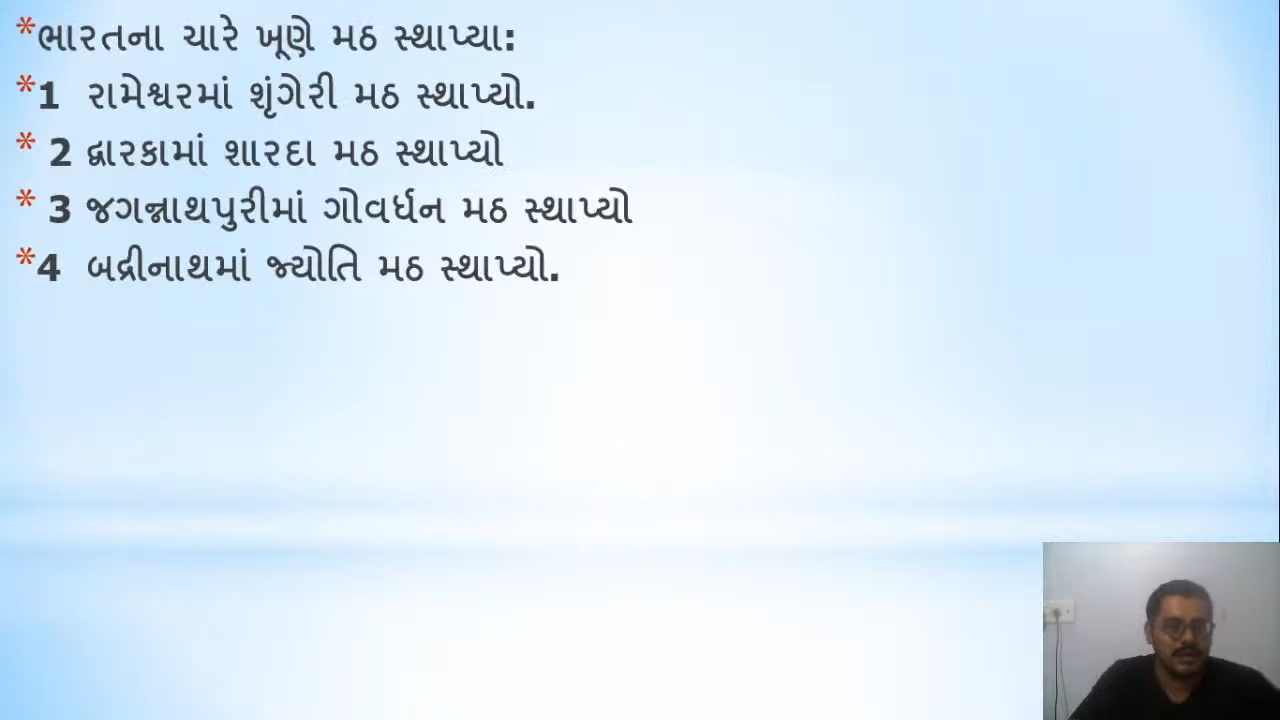 *ભારતના ચારે ખૂણે મઠ સ્થાપ્યા:
*1 રામેશ્વરમાં શૃંગેરી મઠ સ્થાપ્યો.
* 2 દ્વારકામાં શારદા મઠ સ્થાપ્યો
* 3 જગન્નાથપુરીમાં ગોવર્ધન મઠ સ્થાપ્યો
*4 બદ્રીનાથમાં જ્યોતિ મઠ સ્થાપ્યો.